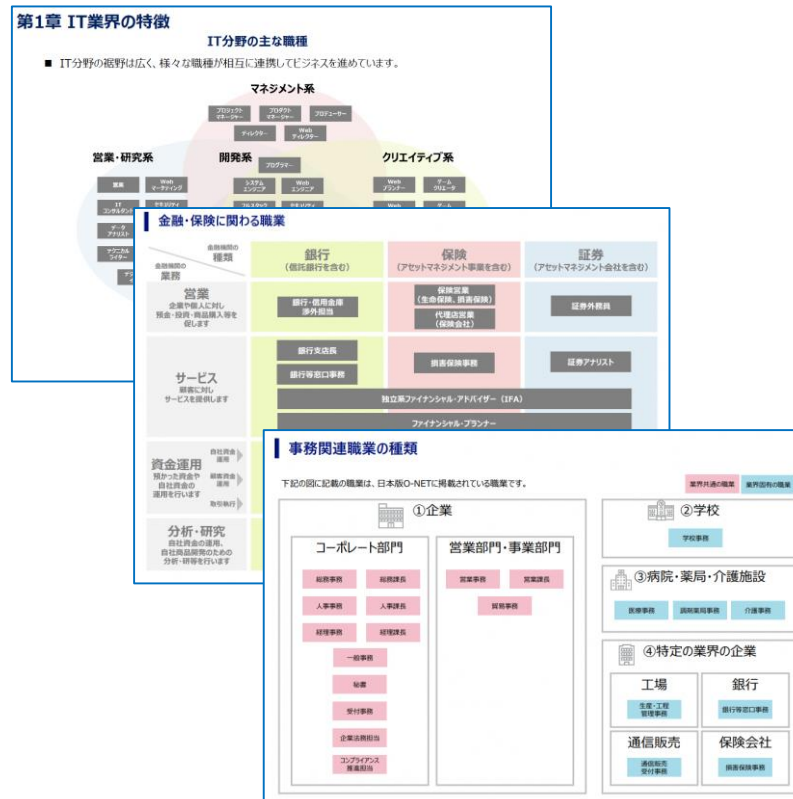 第1章 IT業界の特徴
IT分野の主な職種
■ IT分野の裾野は広く、様々な職種が相互に連携してビジネスを進めています。
マネジメント系
プロジェクト
マネージャー
プロダクト
マネージャー
プロデューサー
ディレクター
Web
ディレクター
営業・研究系
開発系
クリエイティブ系
プログラマー
営業
Web
マーケティング
システム
エンジニア
Web
エンジニア
Web
プランナー
ゲーム
クリエータ
IT
コンサルタント
データ
アナリスト
テクニカル
ライター
金融・保険に関わる職業
金融機関の
種類
金融機関の
業務
銀行
(信託銀行を含む)
保険
(アセットマネジメント事業を含む)
証券
(アセットマネジメント会社を含む)
営業
企業や個人に対し
預金・投資・商品購入等を
促します
銀行・信用金庫
渉外担当
保険営業
(生命保険、損害保険)
代理店営業
(保険会社)
証券外務員
サービス
顧客に対し
サービスを提供します
銀行支店長
銀行等窓口事務
損害保険事務
証券アナリスト
独立系ファイナンシャル・アドバイザー (IFA)
ファイナンシャル・プランナー
資金運用
預かった資金や
自社資金の
運用を行います
自社資金
運用
顧客資金
運用
取引執行
分析・研究
自社資金の運用、
自社商品開発のための
分析・研等を行います
事務関連職業の種類
下記の図に記載の職業は、日本版O-NETに掲載されている職業です。
業界共通の職業
業界固有の職業
①企業
コーポレート部門
総務事務
総務課長
人事事務
人事課長
経理事務
経理課長
一般事務
秘書
受付事務
企業法務担当
コンプライアンス
推進担当
営業部門・事業部門
営業事務
営業課長
貿易事務
②学校
学校事務
③病院・薬局・介護施設
医療事務
調剤薬局事務
介護事務
④特定の業界の企業
工場
生産・工程
管理事務
銀行
銀行等窓口事務
通信販売
通信販売
受付事務
保険会社
損害保険事務